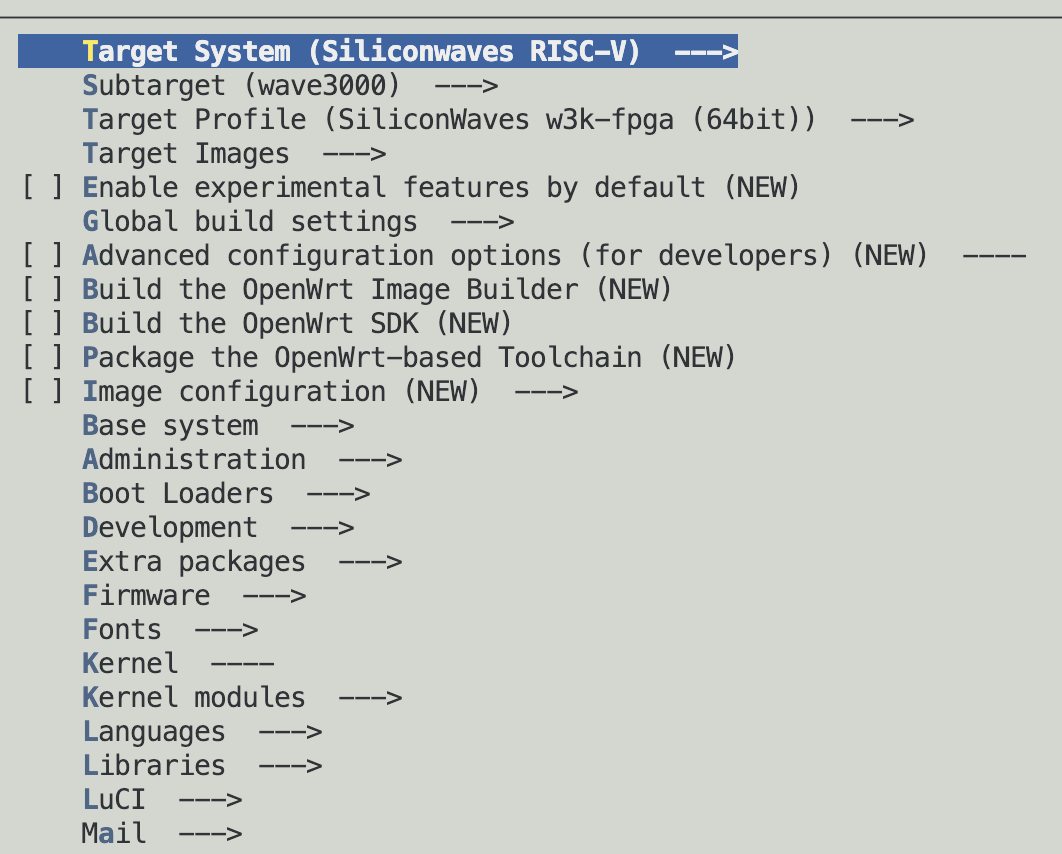 Target System (Siliconwaves RISC-V)  --->
Subtarget (wave3000)  --->
Target Profile (SiliconWaves w3k-fpga (64bit))  --->
Target Images  --->
[ ] Enable experimental features by default (NEW)
Global build settings  --->
[ ] Advanced configuration options (for developers) (NEW)  ----
[ ] Build the OpenWrt Image Builder (NEW)
[ ] Build the OpenWrt SDK (NEW)
[ ] Package the OpenWrt-based Toolchain (NEW)
[ ] Image configuration (NEW)  --->
Base system  --->
Administration  --->
Boot Loaders  --->
Development  --->
Extra packages  --->
Firmware  --->
Fonts  --->
Kernel  ----
Kernel modules  --->
Languages  --->
Libraries  --->
LuCI  --->
Mail  --->